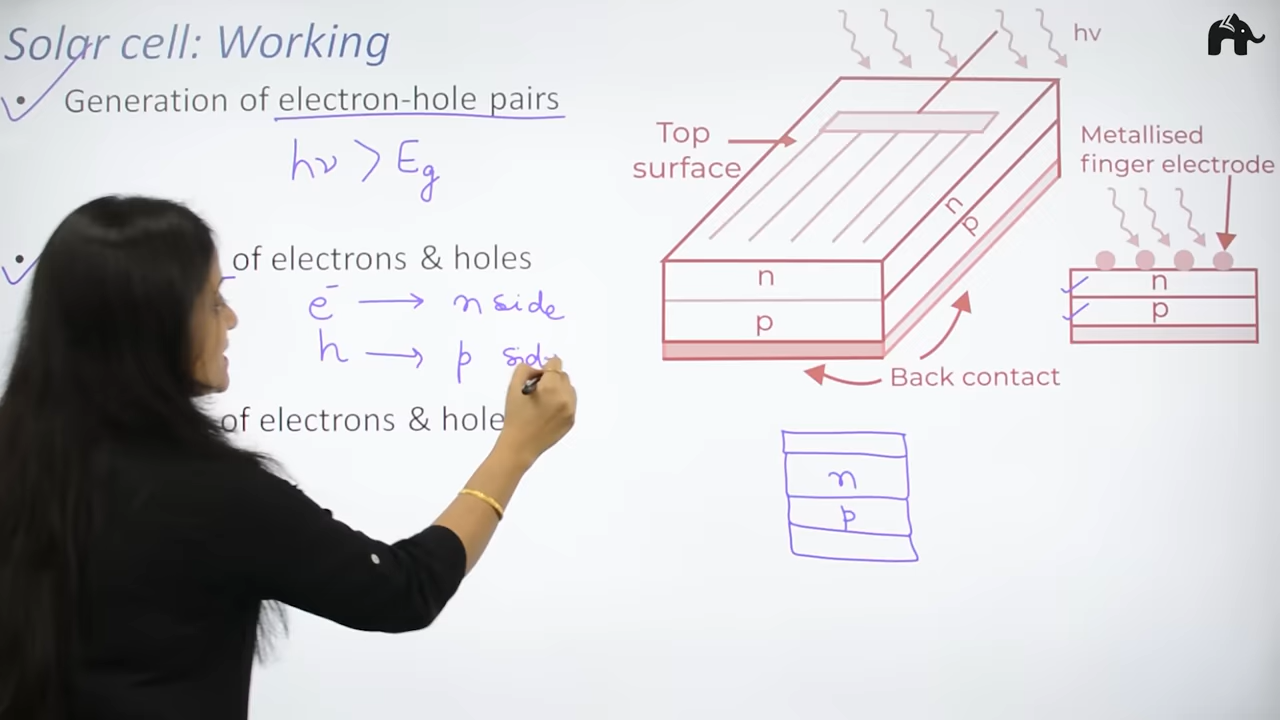 Solar cell: Working
• Generation of electron-hole pairs
hν > Eg
• of electrons & holes
e⁻ → n side
h → p sid
of electrons & hole
hν
Top
surface
n
p
n
p
Back contact
Metallised
finger electrode
n
p
n
p